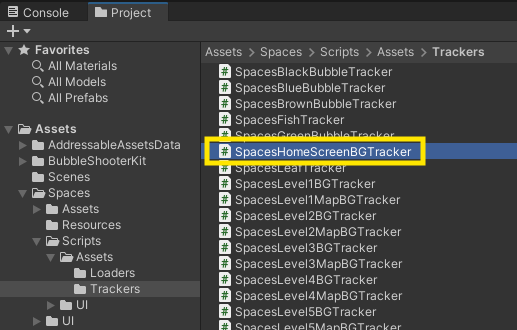 Console
Project
Favorites
All Materials
All Models
All Prefabs
Assets
AddressableAssetsData
BubbleShooterKit
Scenes
Spaces
Assets
Resources
Scripts
Assets
Loaders
Trackers
UI
UI
Assets > Spaces > Scripts > Assets > Trackers
SpacesBlackBubbleTracker
SpacesBlueBubbleTracker
SpacesBrownBubbleTracker
SpacesFishTracker
SpacesGreenBubbleTracker
SpacesHomeScreenBGTracker
SpacesLeafTracker
SpacesLevel1BGTracker
SpacesLevel1MapBGTracker
SpacesLevel2BGTracker
SpacesLevel2MapBGTracker
SpacesLevel3BGTracker
SpacesLevel3MapBGTracker
SpacesLevel4BGTracker
SpacesLevel4MapBGTracker
SpacesLevel5BGTracker
SpacesLevel5MapBGTracker